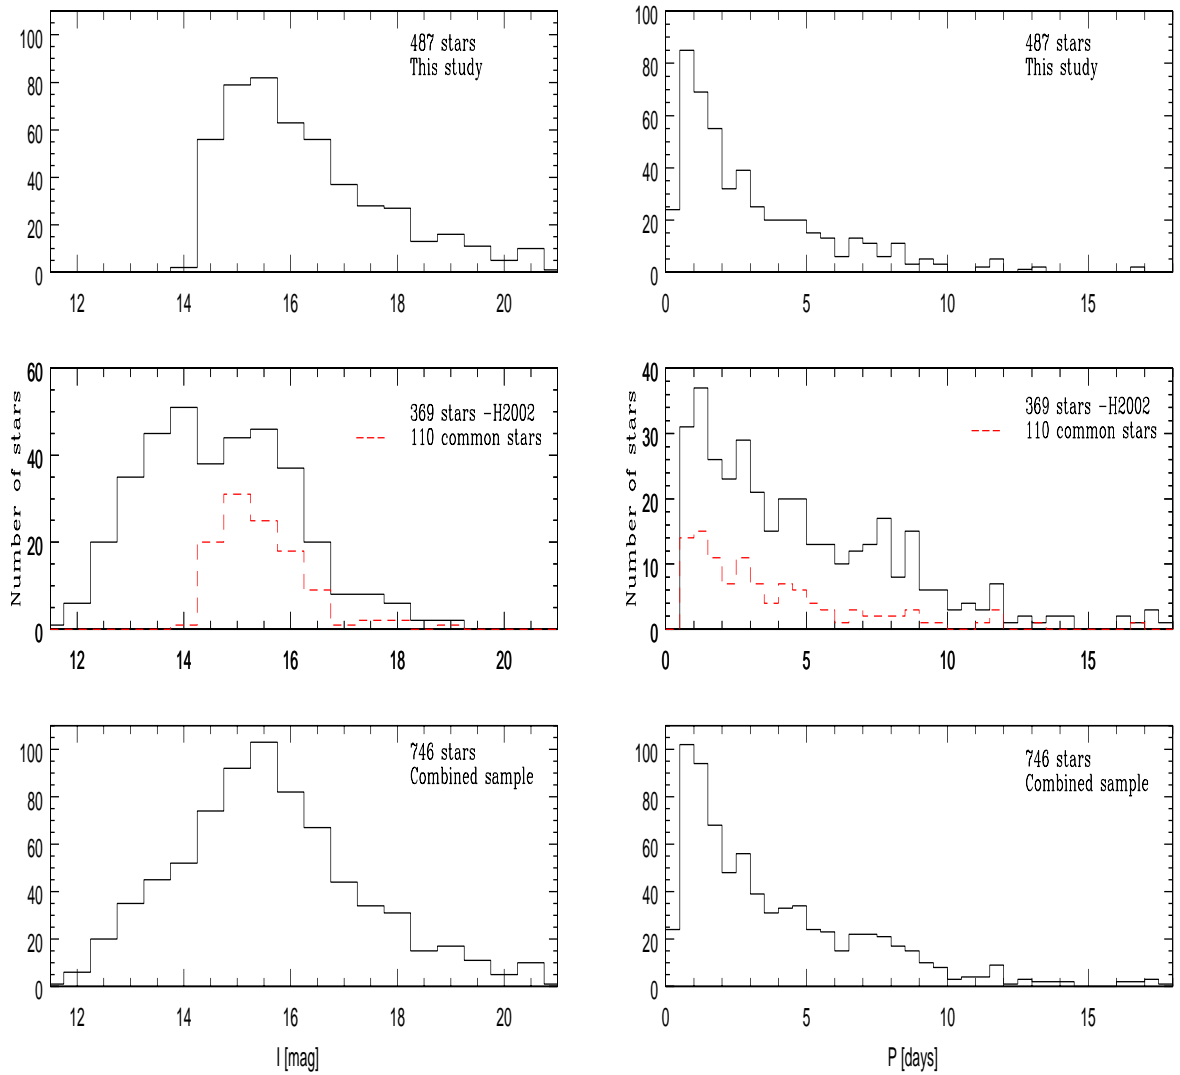 487 stars
This study
100
80
60
40
20
0
12 14 16 18 20
487 stars
This study
100
80
60
40
20
0
0 5 10 15
Number of stars
369 stars -H2002
110 common stars
60
40
20
0
12 14 16 18 20
Number of stars
369 stars -H2002
110 common stars
40
30
20
10
0
0 5 10 15
746 stars
Combined sample
100
80
60
40
20
0
12 14 16 18 20
I [mag]
746 stars
Combined sample
100
80
60
40
20
0
0 5 10 15
P [days]